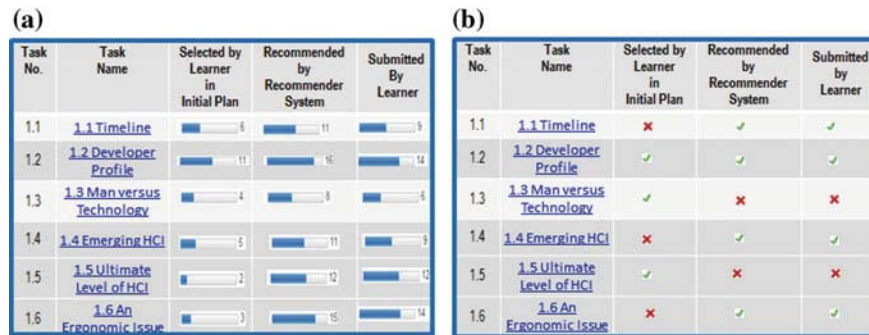 (a)
Task No. Task Name Selected by Learner in Initial Plan Recommended by Recommender System Submitted By Learner
1.1 1.1 Timeline 6 11 9
1.2 1.2 Developer Profile 11 16 14
1.3 1.3 Man versus Technology 4 8 6
1.4 1.4 Emerging HCI 5 11 9
1.5 1.5 Ultimate Level of HCI 2 12 12
1.6 1.6 An Ergonomic Issue 3 15 14
(b)
Task No. Task Name Selected by Learner in Initial Plan Recommended by Recommender System Submitted by Learner
1.1 1.1 Timeline
1.2 1.2 Developer Profile
1.3 1.3 Man versus Technology
1.4 1.4 Emerging HCI
1.5 1.5 Ultimate Level of HCI
1.6 1.6 An Ergonomic Issue